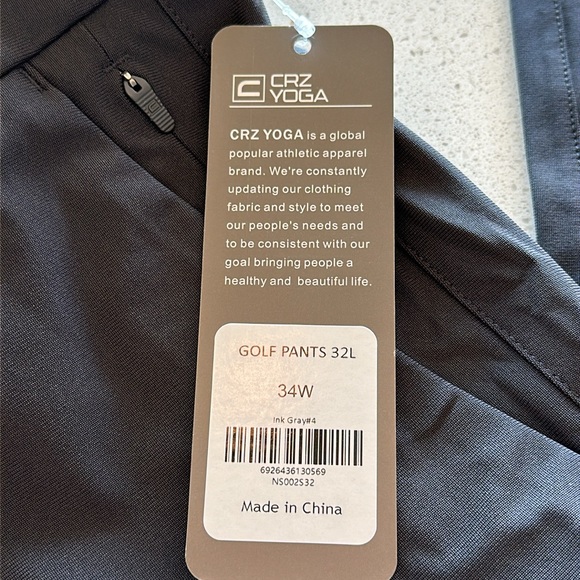 CRZ
YOGA
CRZ YOGA is a global
popular athletic apparel
brand. We're constantly
updating our clothing
fabric and style to meet
our people's needs and
to be consistent with our
goal bringing people a
healthy and beautiful life.
GOLF PANTS 32L
34W
Ink Gray#4
6926436130569
NS002S32
Made in China